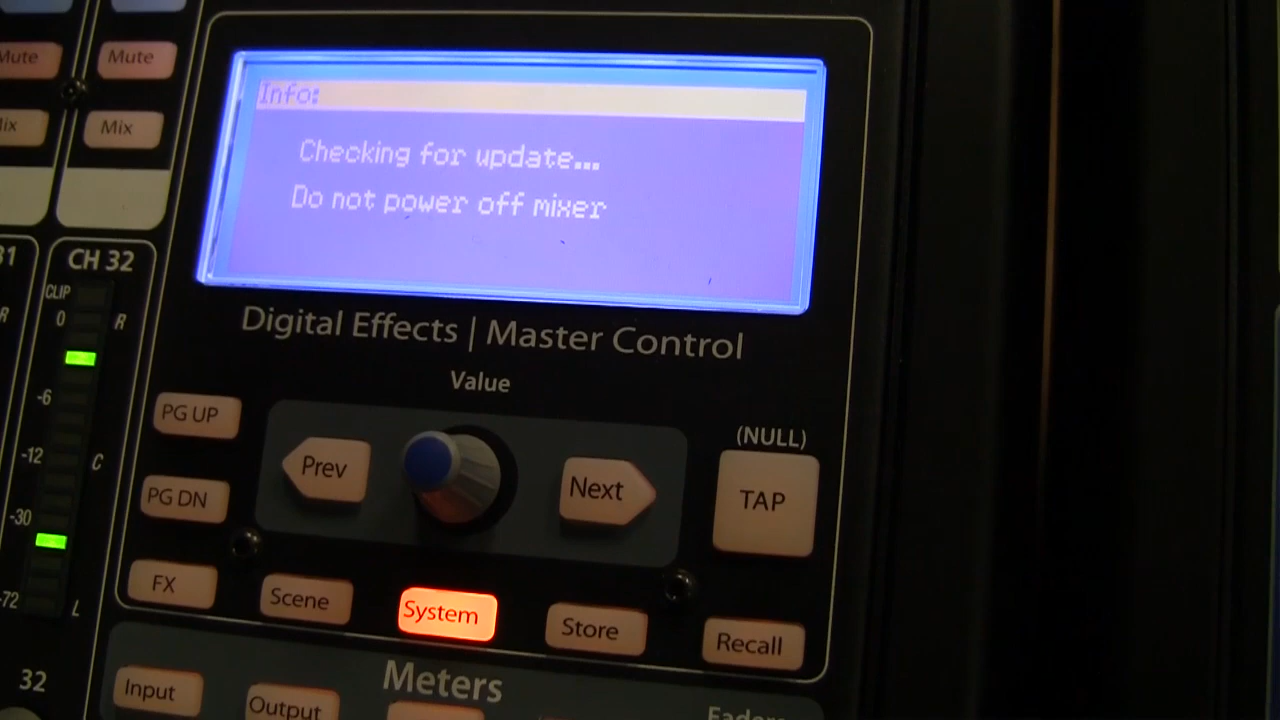 Mute
Mute
Mix
Info:
Checking for update...
Do not power off mixer
CH 32
CLIP
0
R
-6
-12
C
-30
-72
L
32
Digital Effects | Master Control
Value
PG UP
Prev
Next
(NULL)
TAP
PG DN
FX
Scene
System
Store
Recall
Meters
Input
Output